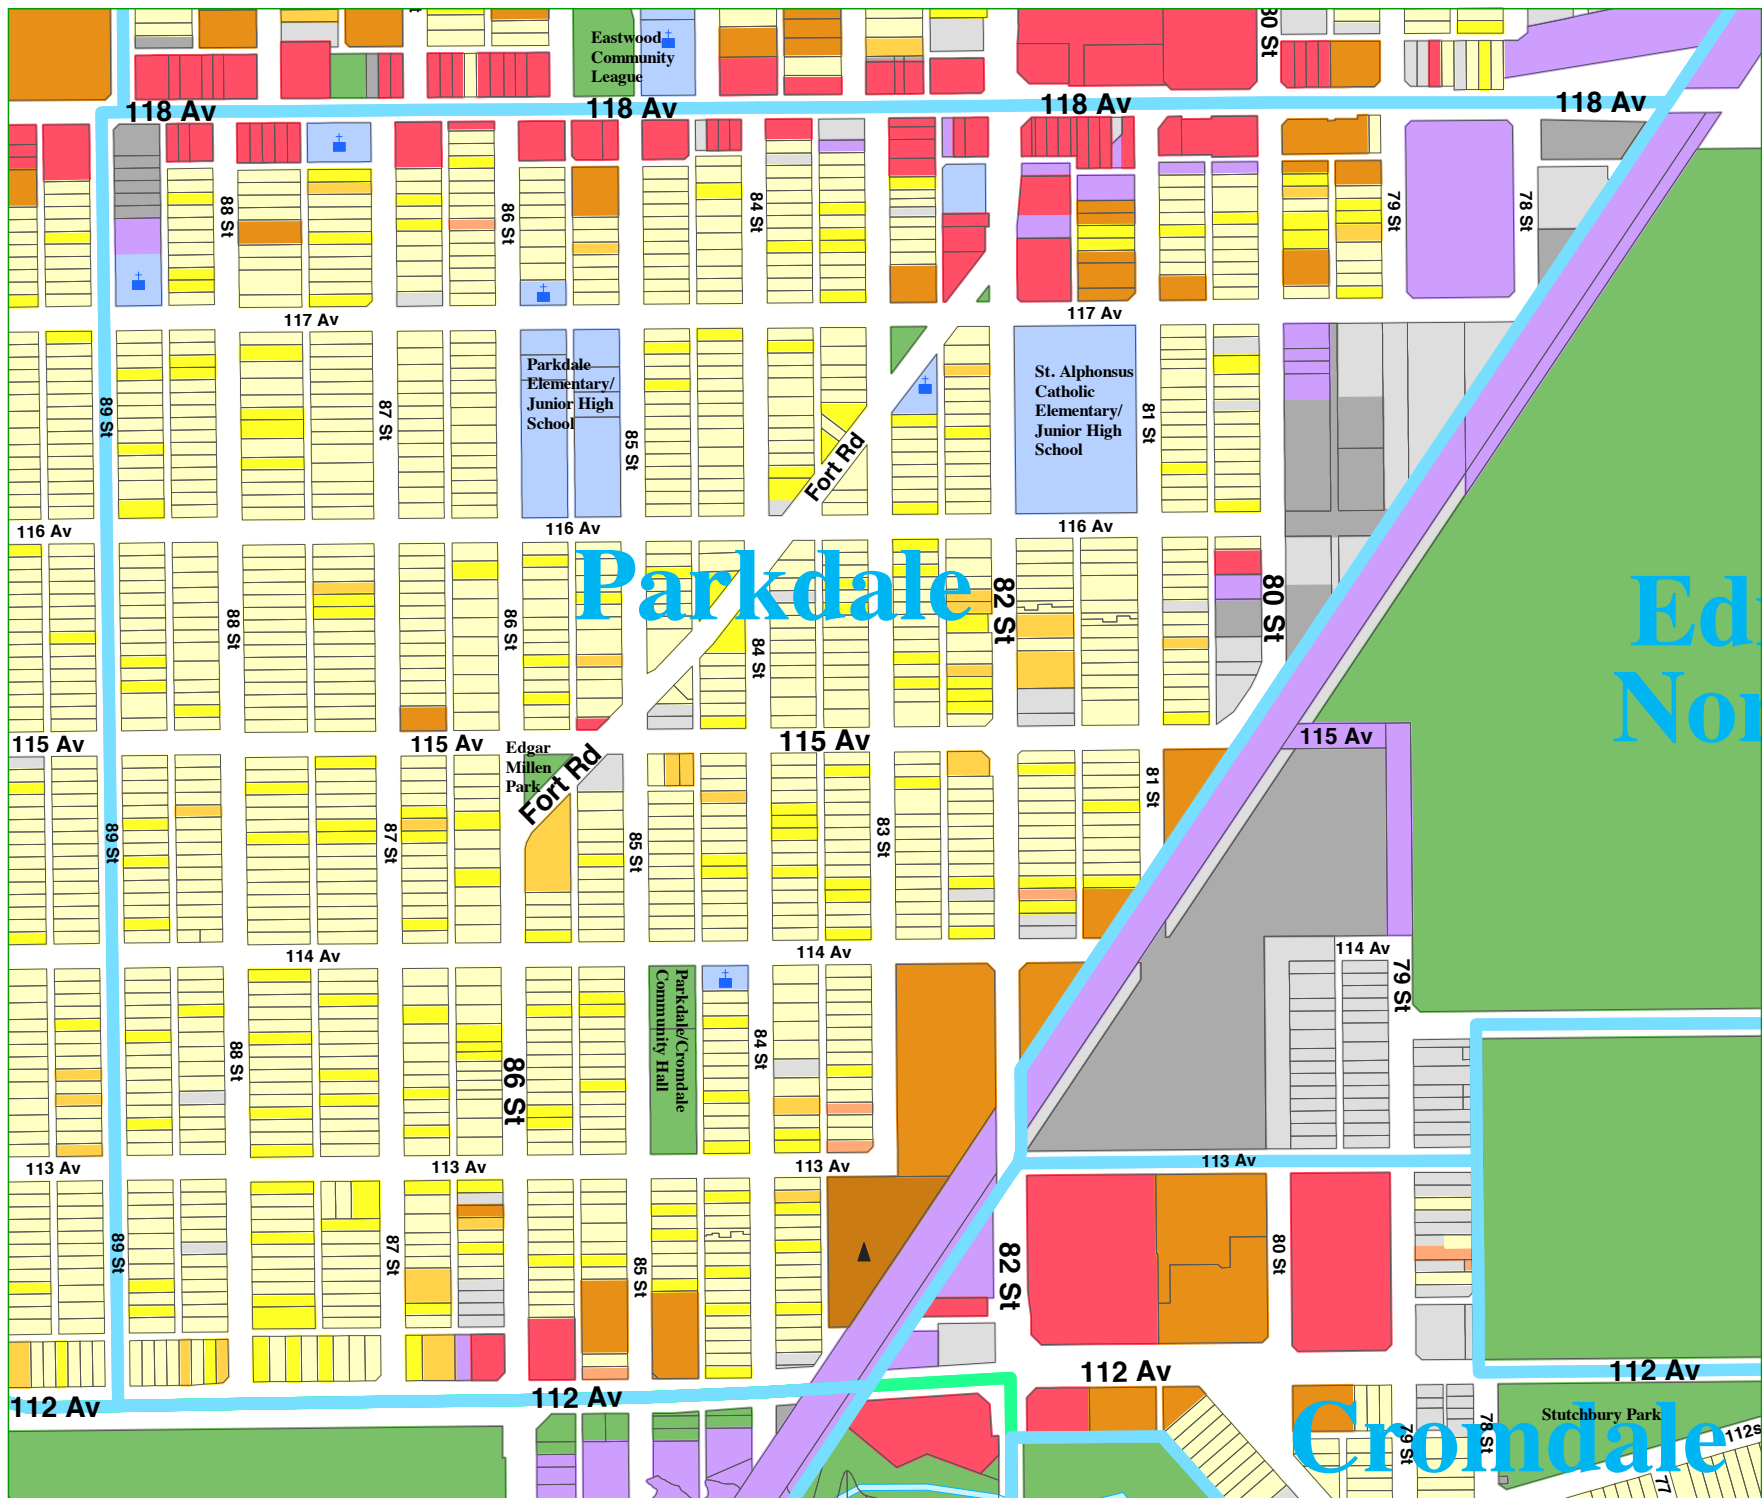 St
80 St
Eastwood
Community
League
118 Av
118 Av
118 Av
118 Av
88 St
86 St
84 St
79 St
78 St
117 Av
117 Av
89 St
87 St
Parkdale
Elementary/
Junior High
School
85 St
Fort Rd
St. Alphonsus
Catholic
Elementary/
Junior High
School
81 St
116 Av
116 Av
116 Av
Parkdale
88 St
86 St
84 St
82 St
80 St
115 Av
115 Av
115 Av
115 Av
Edgar
Millen
Park
Fort Rd
89 St
87 St
85 St
83 St
81 St
114 Av
114 Av
114 Av
79 St
Parkdale/Cromdale
Community Hall
88 St
86 St
84 St
113 Av
113 Av
113 Av
113 Av
89 St
87 St
85 St
82 St
80 St
112 Av
112 Av
112 Av
112 Av
Cromdale
79 St
78 St
Stutchbury Park
112s
77